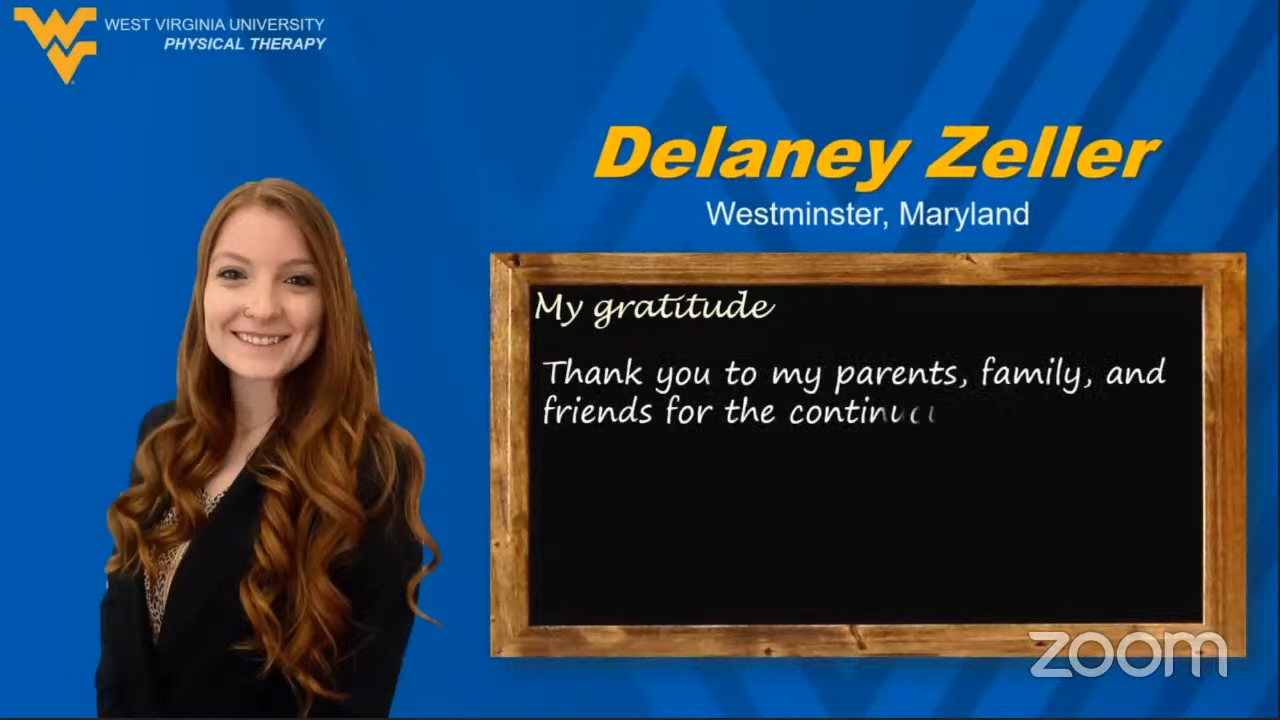 WEST VIRGINIA UNIVERSITY
PHYSICAL THERAPY
Delaney Zeller
Westminster, Maryland
My gratitude
Thank you to my parents, family, and
friends for the
zoom